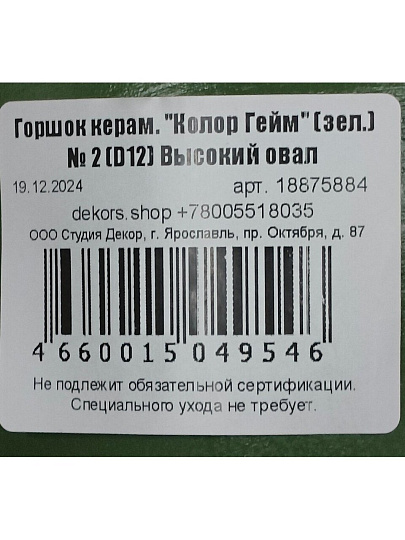 Горшок керам. "Колор Гейм" (зел.)
№ 2 (D12) Высокий овал
19.12.2024 арт. 18875884
dekors.shop +78005518035
ООО Студия Декор, г. Ярославль, пр. Октября, д. 87
4 660015 049546
Не подлежит обязательной сертификации.
Специального ухода не требует.